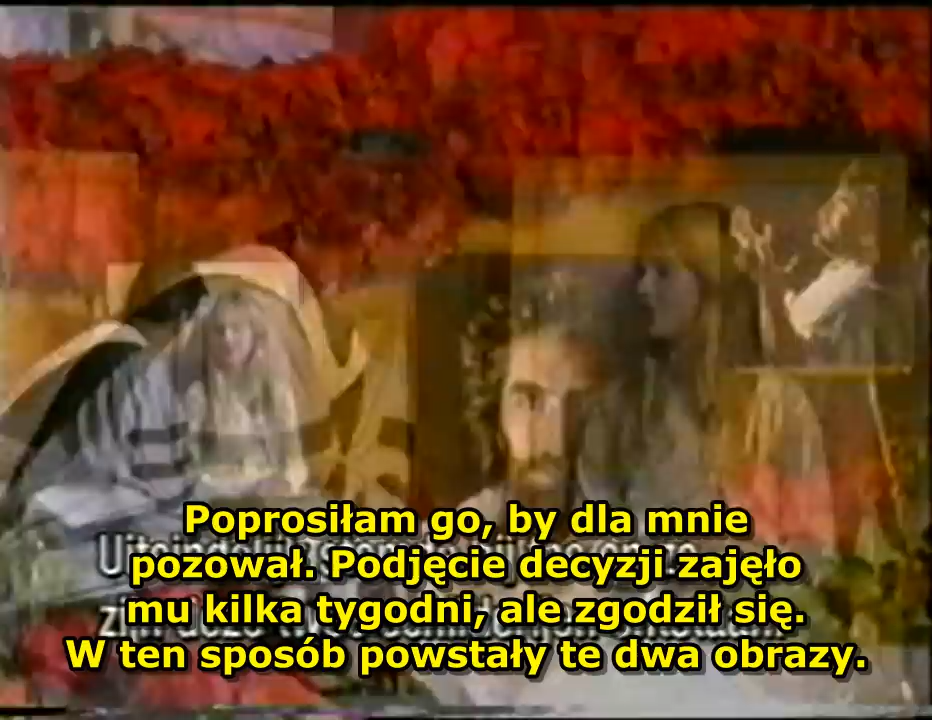 Poprosiłam go, by dla mnie
pozował. Podjęcie decyzji zajęło
mu kilka tygodni, ale zgodził się.
W ten sposób powstały te dwa obrazy.
Uiteindelijk